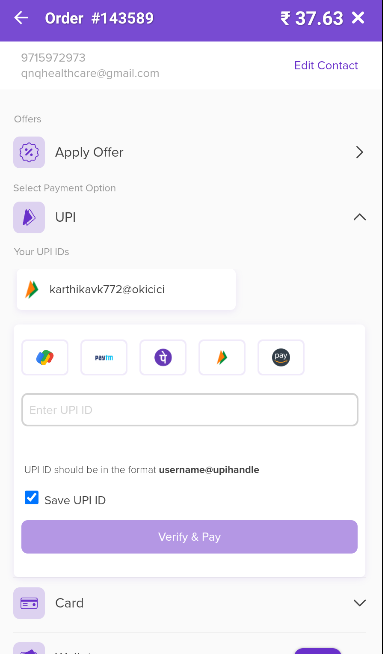 Order #143589
₹ 37.63
9715972973
qnqhealthcare@gmail.com
Edit Contact
Offers
Apply Offer
Select Payment Option
UPI
Your UPI IDs
karthikavk772@okicici
paytm
पे
pay
Enter UPI ID
UPI ID should be in the format username@upihandle
Save UPI ID
Verify & Pay
Card